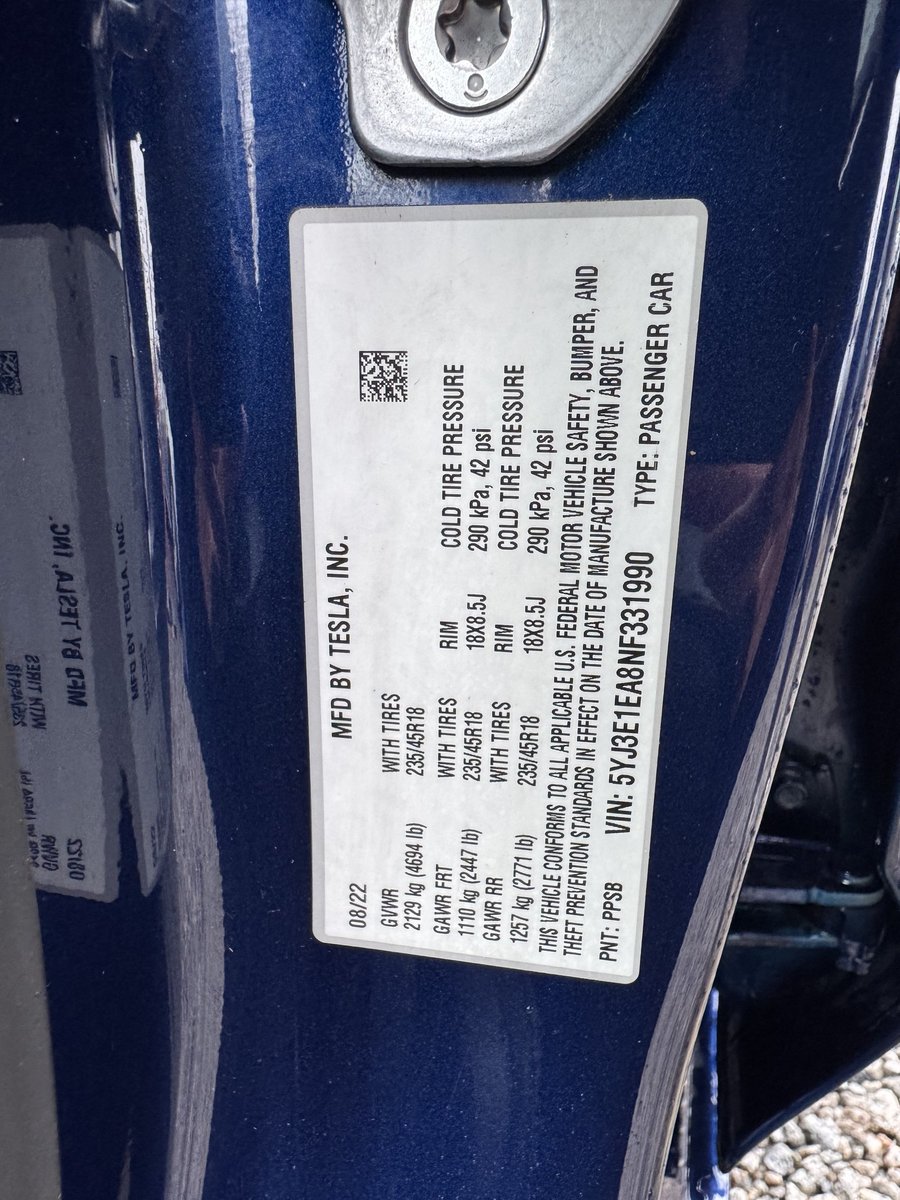 MFD BY TESLA, INC.
08/22
GVWR WITH TIRES
2129 kg (4694 lb) 235/45R18
GAWR FRT WITH TIRES RIM COLD TIRE PRESSURE
1110 kg (2447 lb) 235/45R18 18X8.5J 290 kPa, 42 psi
GAWR RR WITH TIRES RIM COLD TIRE PRESSURE
1257 kg (2771 lb) 235/45R18 18X8.5J 290 kPa, 42 psi
THIS VEHICLE CONFORMS TO ALL APPLICABLE U.S. FEDERAL MOTOR VEHICLE SAFETY, BUMPER, AND
THEFT PREVENTION STANDARDS IN EFFECT ON THE DATE OF MANUFACTURE SHOWN ABOVE.
PNT: PPSB VIN: 5YJ3E1EA8NF331990 TYPE: PASSENGER CAR
MFD BY TESLA, INC.
MFD BY TESLA, INC.